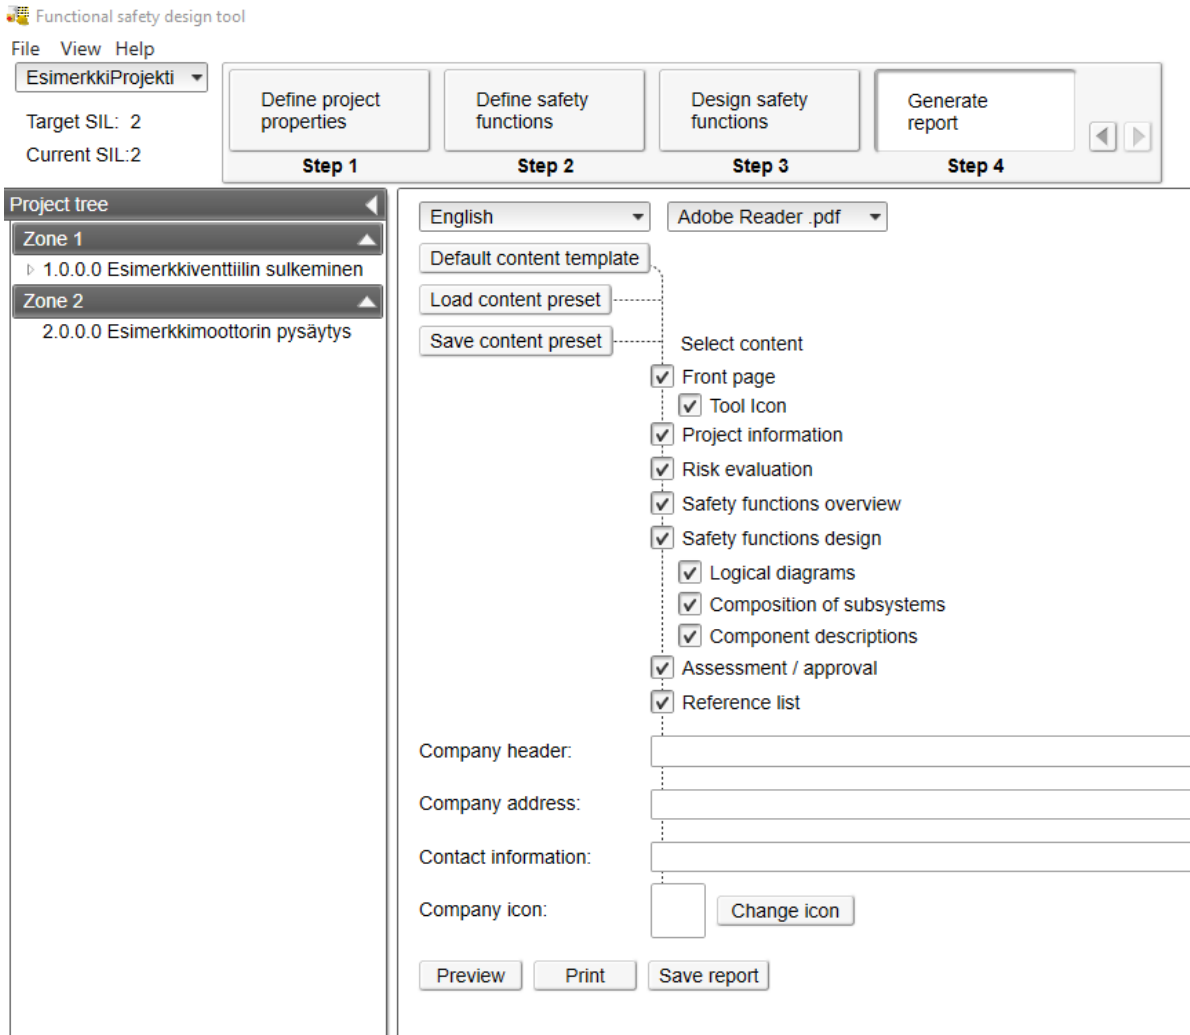 Functional safety design tool
File View Help
EsimerkkiProjekti
Target SIL: 2
Current SIL:2
Define project
properties
Step 1
Define safety
functions
Step 2
Design safety
functions
Step 3
Generate
report
Step 4
Project tree
Zone 1
1.0.0.0 Esimerkkiventtiilin sulkeminen
Zone 2
2.0.0.0 Esimerkkimoottorin pysäytys
English
Adobe Reader .pdf
Default content template
Load content preset
Save content preset
Select content
Front page
Tool Icon
Project information
Risk evaluation
Safety functions overview
Safety functions design
Logical diagrams
Composition of subsystems
Component descriptions
Assessment / approval
Reference list
Company header:
Company address:
Contact information:
Company icon:
Change icon
Preview
Print
Save report